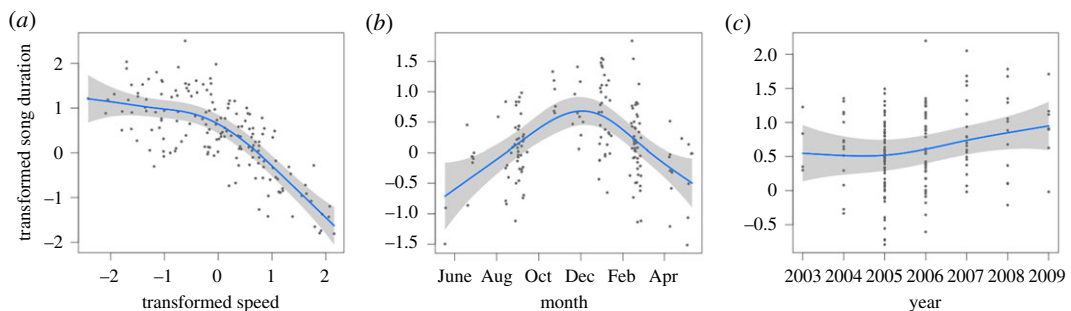 (a) (b) (c)
transformed song duration
2
1
0
–1
–2
–2 –1 0 1 2
transformed speed
1.5
1.0
0.5
0
–0.5
–1.0
–1.5
June Aug Oct Dec Feb Apr
month
2.0
1.5
1.0
0.5
0
–0.5
2003 2004 2005 2006 2007 2008 2009
year